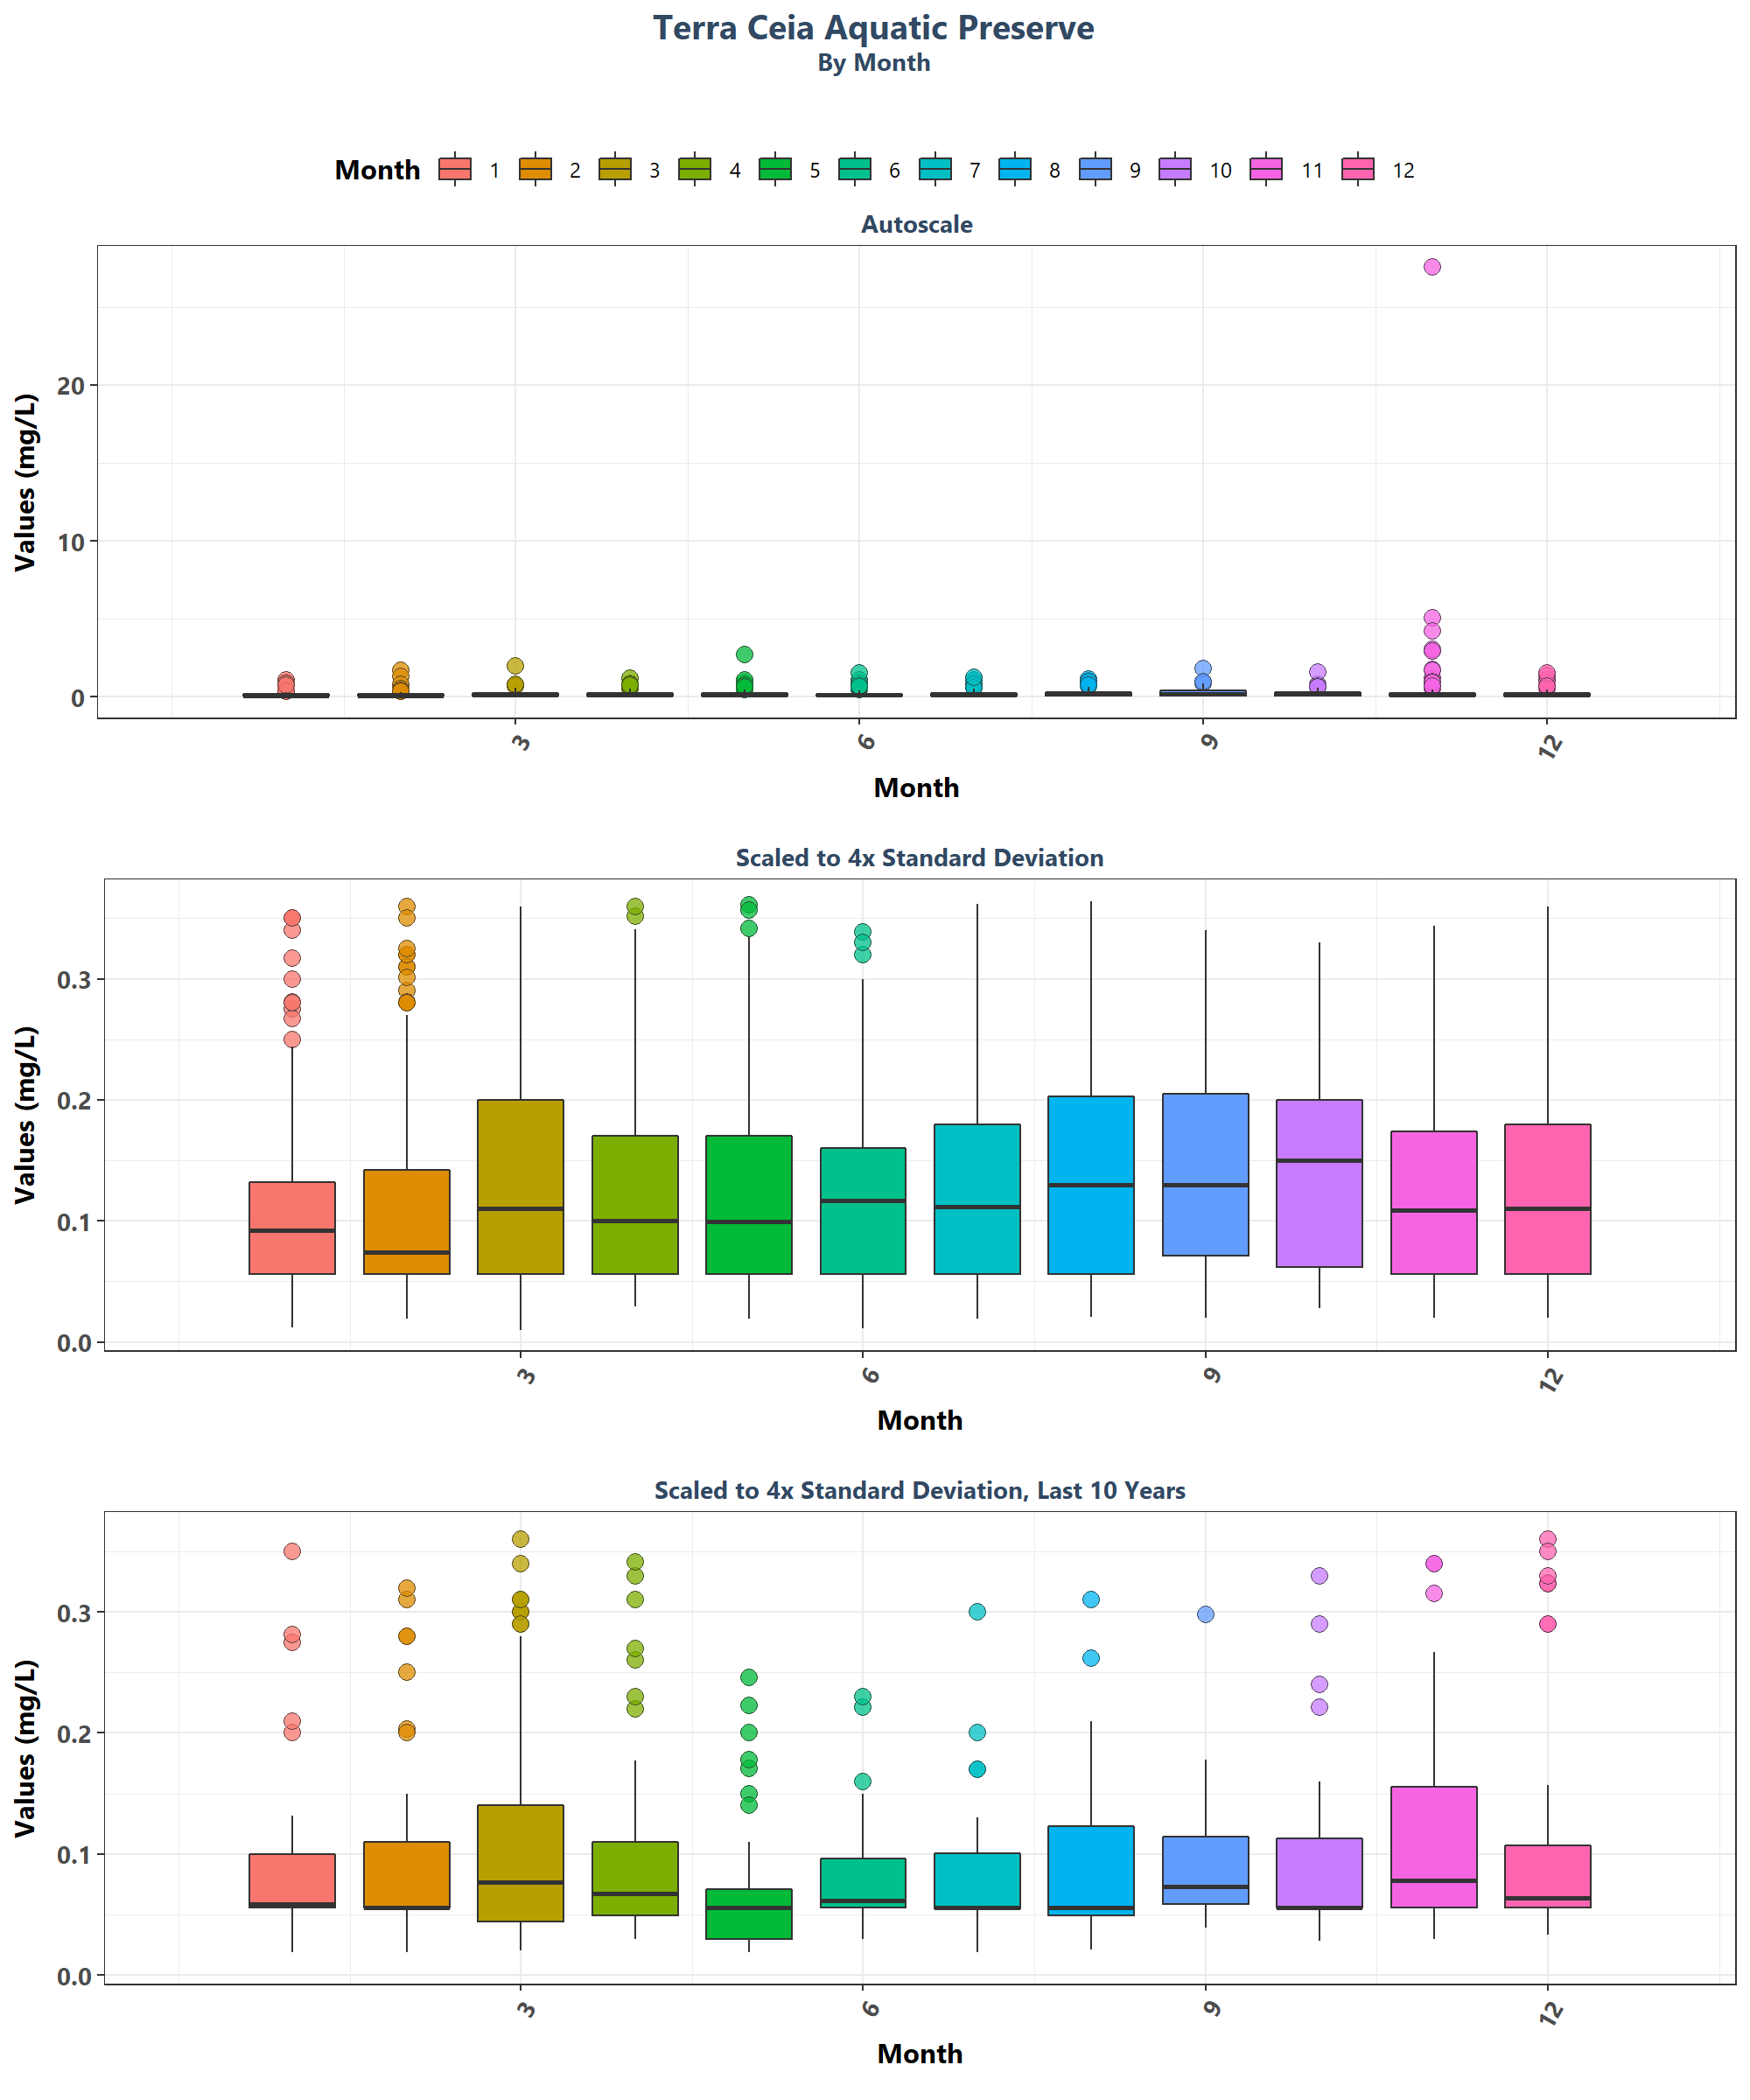 Terra Ceia Aquatic Preserve
By Month
Month 1 2 3 4 5 6 7 8 9 10 11 12
Autoscale
Values (mg/L)
20
10
0
3 6 9 12
Month
Scaled to 4x Standard Deviation
Values (mg/L)
0.3
0.2
0.1
0.0
3 6 9 12
Month
Scaled to 4x Standard Deviation, Last 10 Years
Values (mg/L)
0.3
0.2
0.1
0.0
3 6 9 12
Month